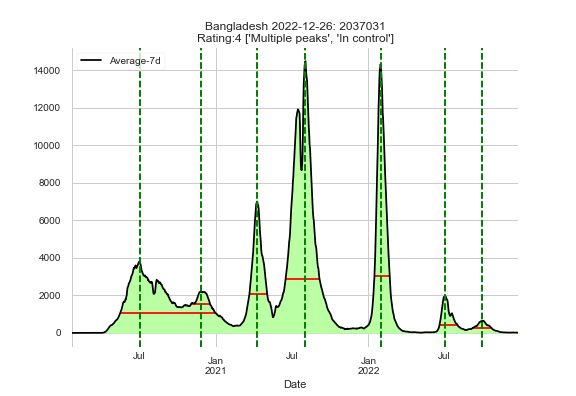 Bangladesh 2022-12-26: 2037031
Rating:4 ['Multiple peaks', 'In control']
Average-7d
14000
12000
10000
8000
6000
4000
2000
0
Jul
Jan
2021
Jul
Jan
2022
Jul
Date